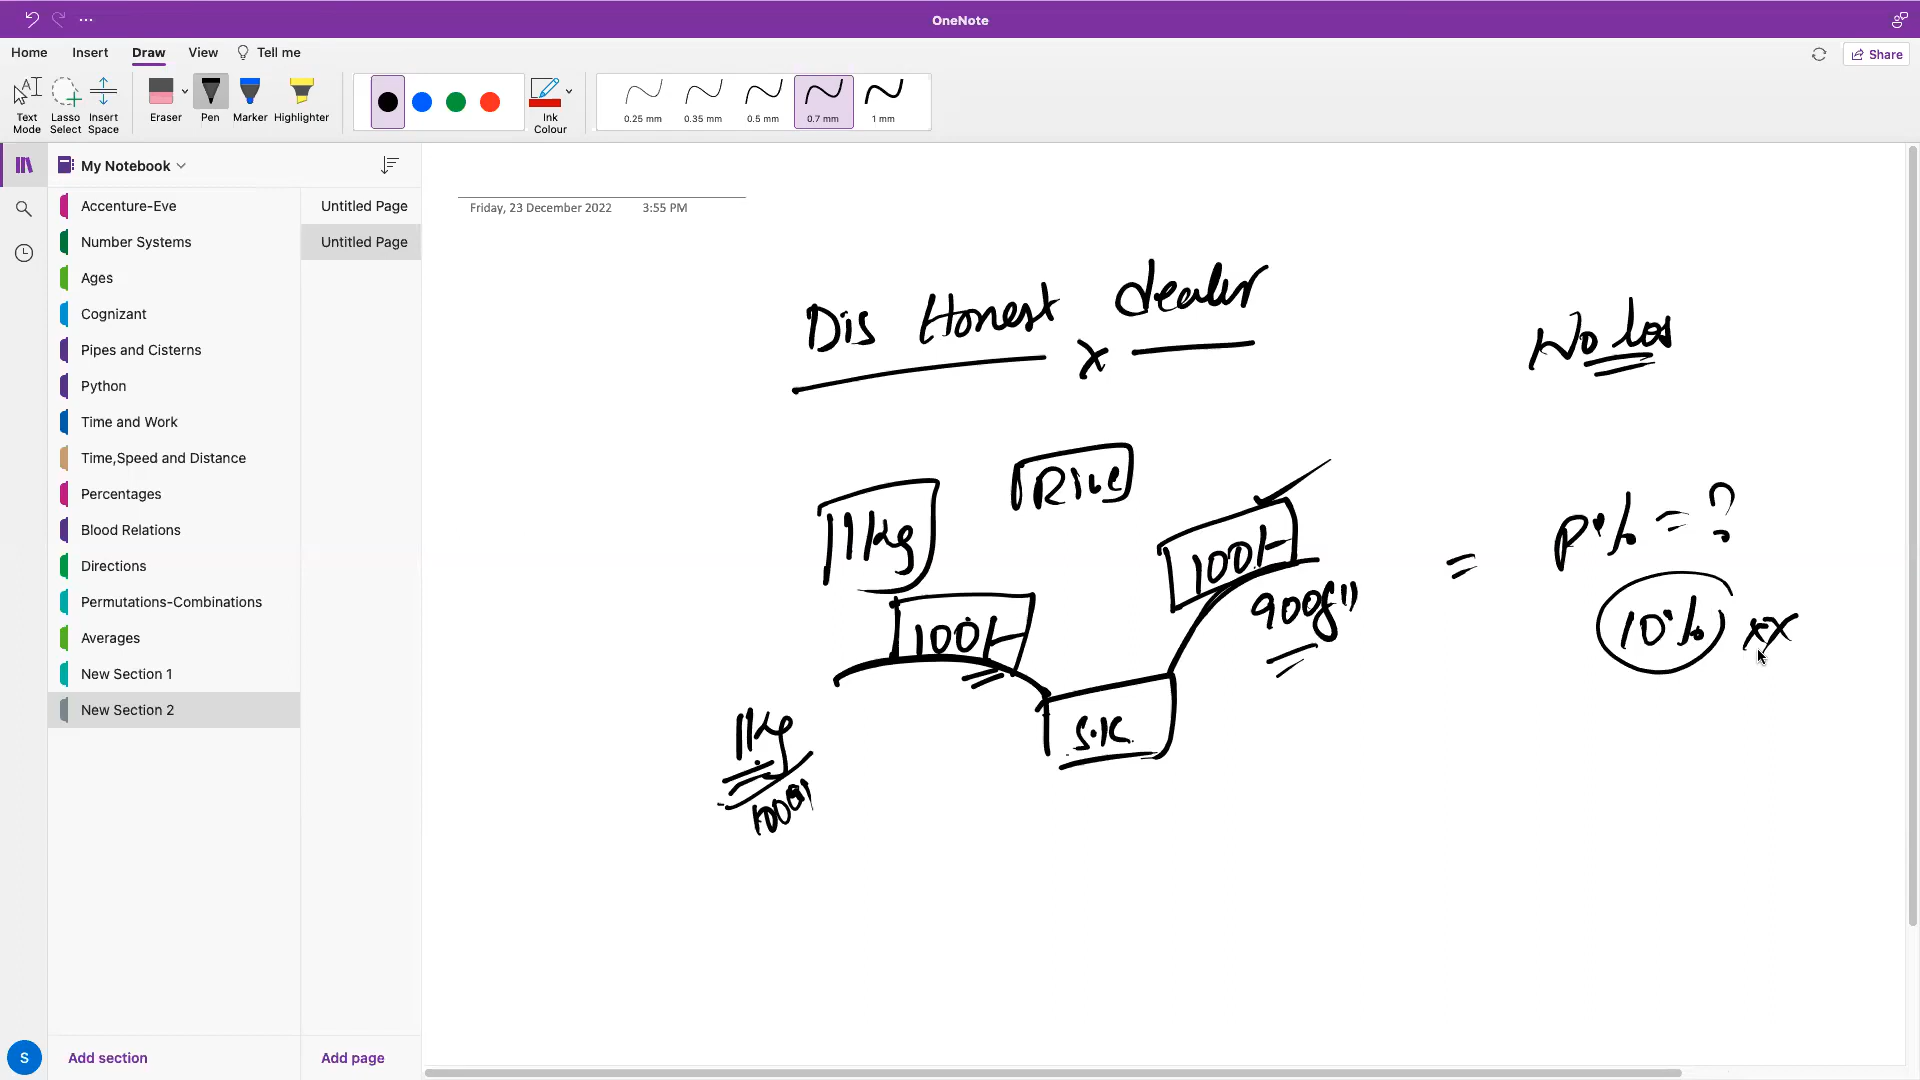 OneNote
Home Insert Draw View Tell me
Share
Text Mode
Lasso Select
Insert Space
Eraser
Pen
Marker
Highlighter
Ink Colour
0.25 mm
0.35 mm
0.5 mm
0.7 mm
1 mm
My Notebook
Accenture-Eve
Number Systems
Ages
Cognizant
Pipes and Cisterns
Python
Time and Work
Time,Speed and Distance
Percentages
Blood Relations
Directions
Permutations-Combinations
Averages
New Section 1
New Section 2
Add section
Untitled Page
Untitled Page
Add page
S
Friday, 23 December 2022 3:55 PM
Dis Honest dealer
x
No los
Rice
1kg
100/-
100/-
900g
S.K
1kg
1000g
= P% = ?
10% xx